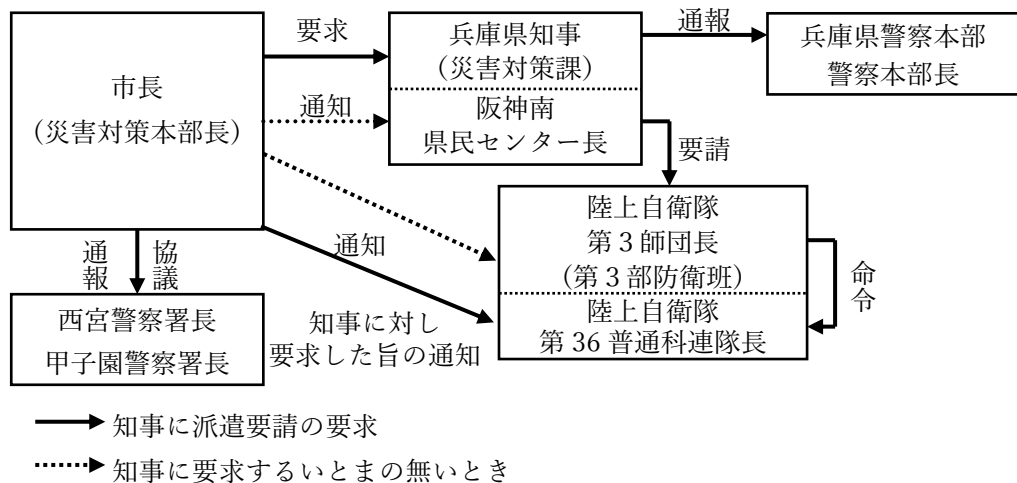 市長
（災害対策本部長）
要求
通知
兵庫県知事
（災害対策課）
阪神南
県民センター長
通報
兵庫県警察本部
警察本部長
要請
陸上自衛隊
第３師団長
（第３部防衛班）
陸上自衛隊
第 36 普通科連隊長
命令
通知
知事に対し
要求した旨の通知
通報
協議
西宮警察署長
甲子園警察署長
知事に派遣要請の要求
知事に要求するいとまの無いとき